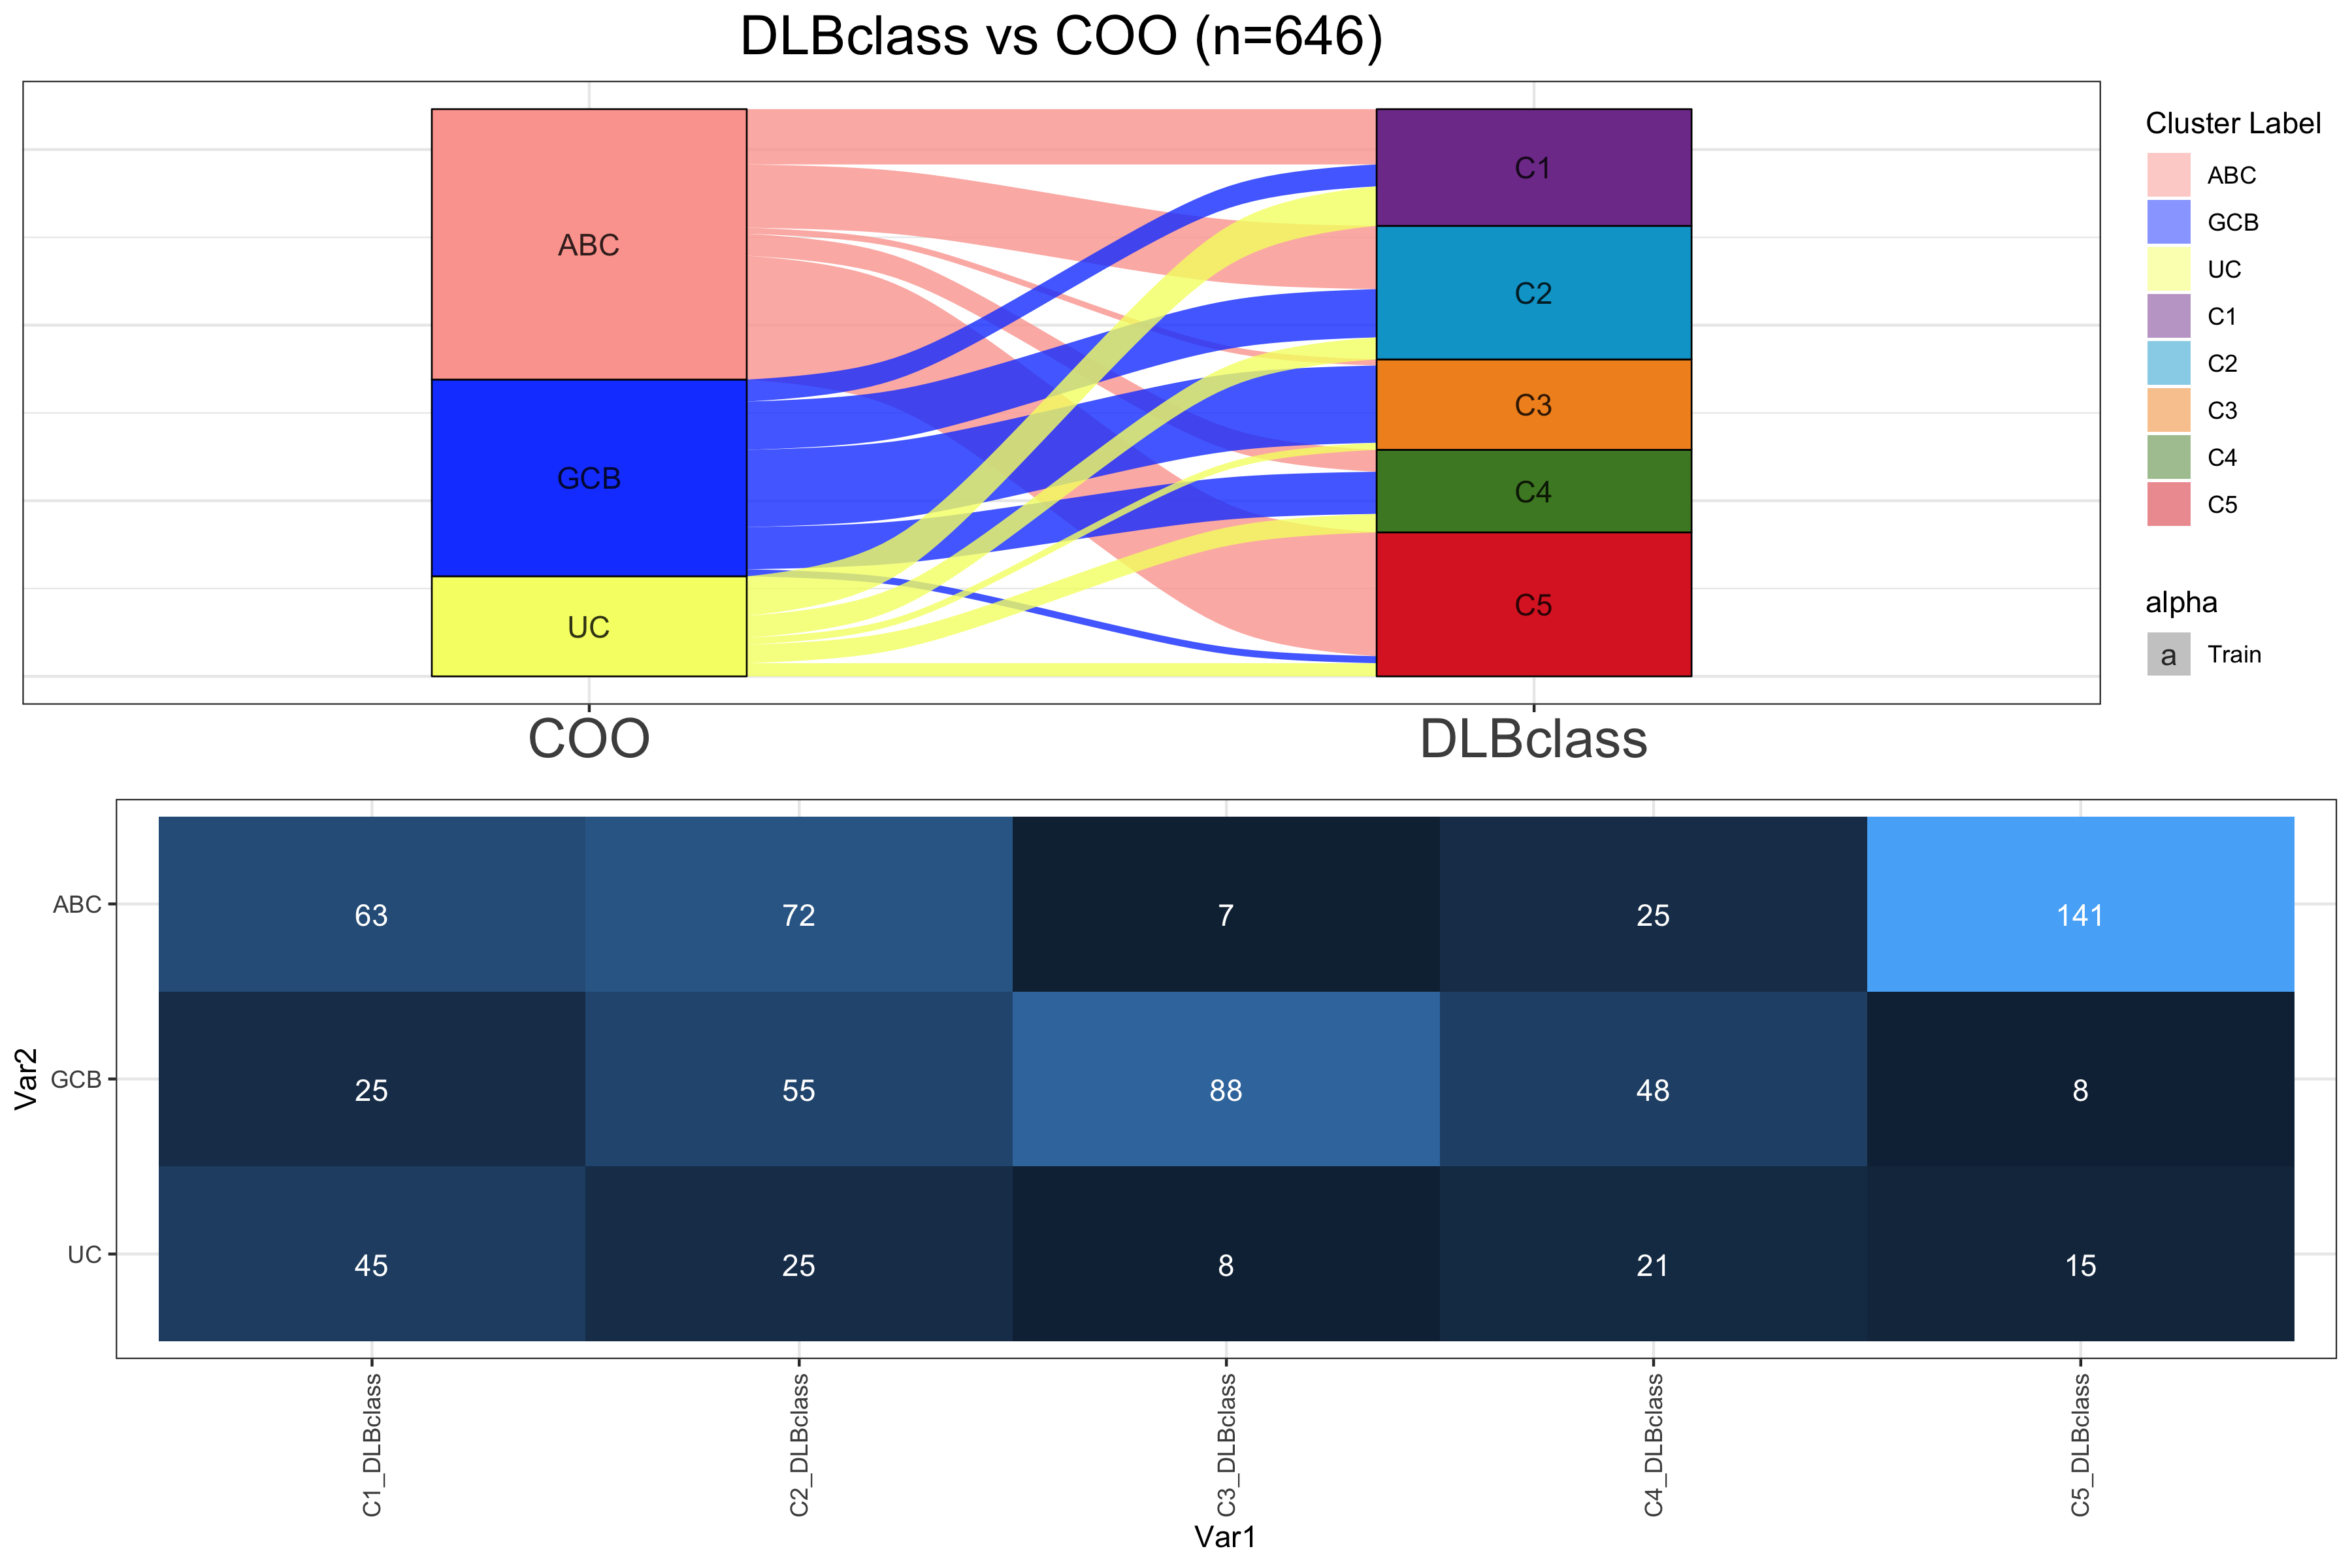 DLBclass vs COO (n=646)
ABC
GCB
UC
C1
C2
C3
C4
C5
COO
DLBclass
Cluster Label
ABC
GCB
UC
C1
C2
C3
C4
C5
alpha
a Train
Var2
ABC 63 72 7 25 141
GCB 25 55 88 48 8
UC 45 25 8 21 15
C1_DLBclass
C2_DLBclass
C3_DLBclass
C4_DLBclass
C5_DLBclass
Var1